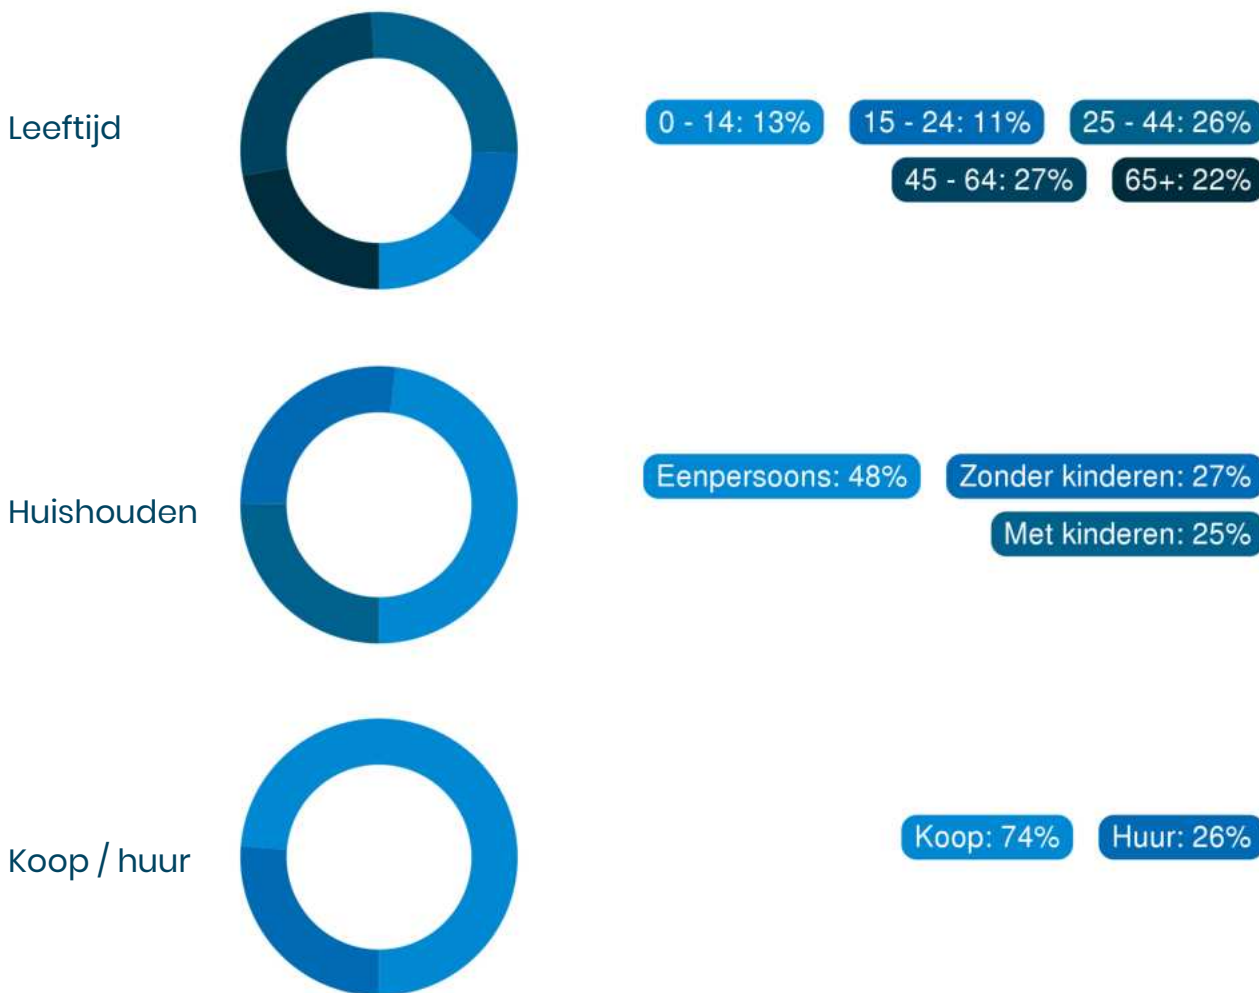 Leeftijd
0 - 14: 13% 15 - 24: 11% 25 - 44: 26%
45 - 64: 27% 65+: 22%
Huishouden
Eenpersoons: 48% Zonder kinderen: 27%
Met kinderen: 25%
Koop / huur
Koop: 74% Huur: 26%